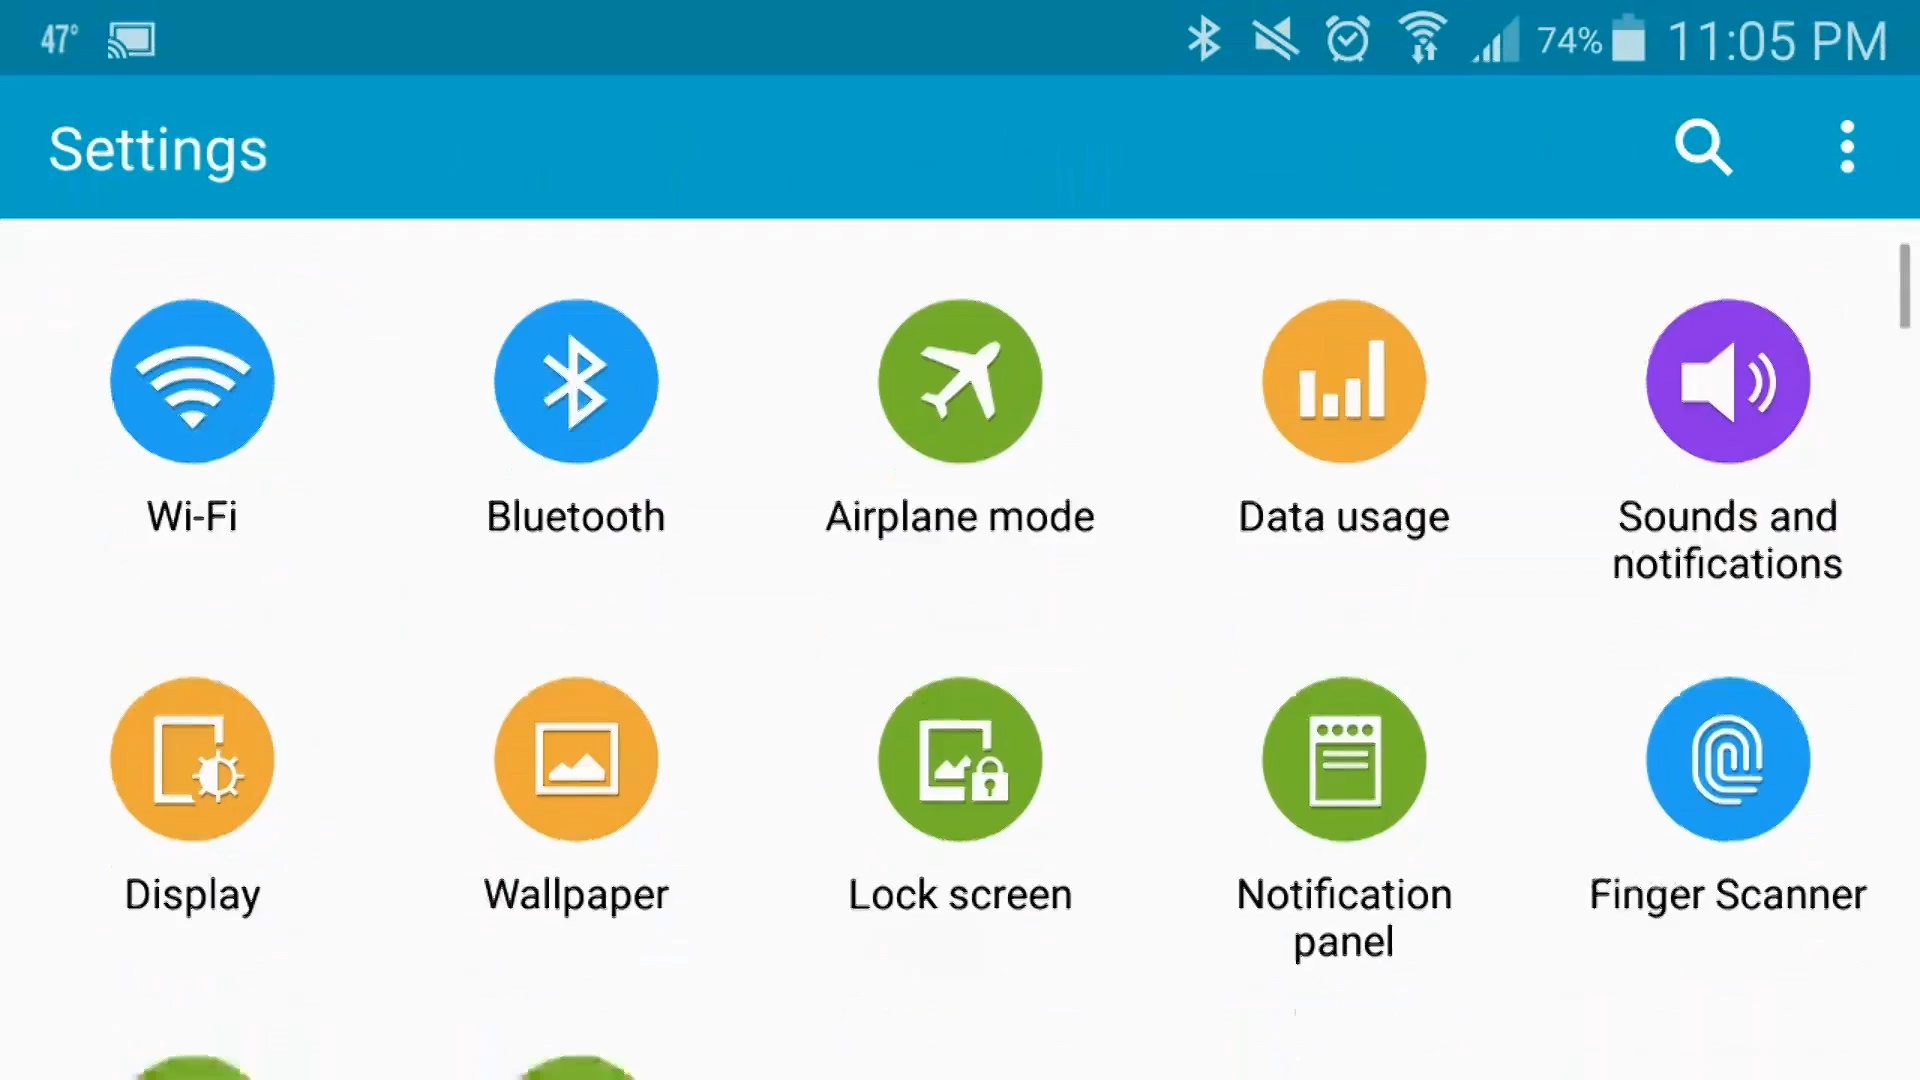 47° 74% 11:05 PM
Settings
Wi-Fi Bluetooth Airplane mode Data usage Sounds and
notifications
Display Wallpaper Lock screen Notification Finger Scanner
panel